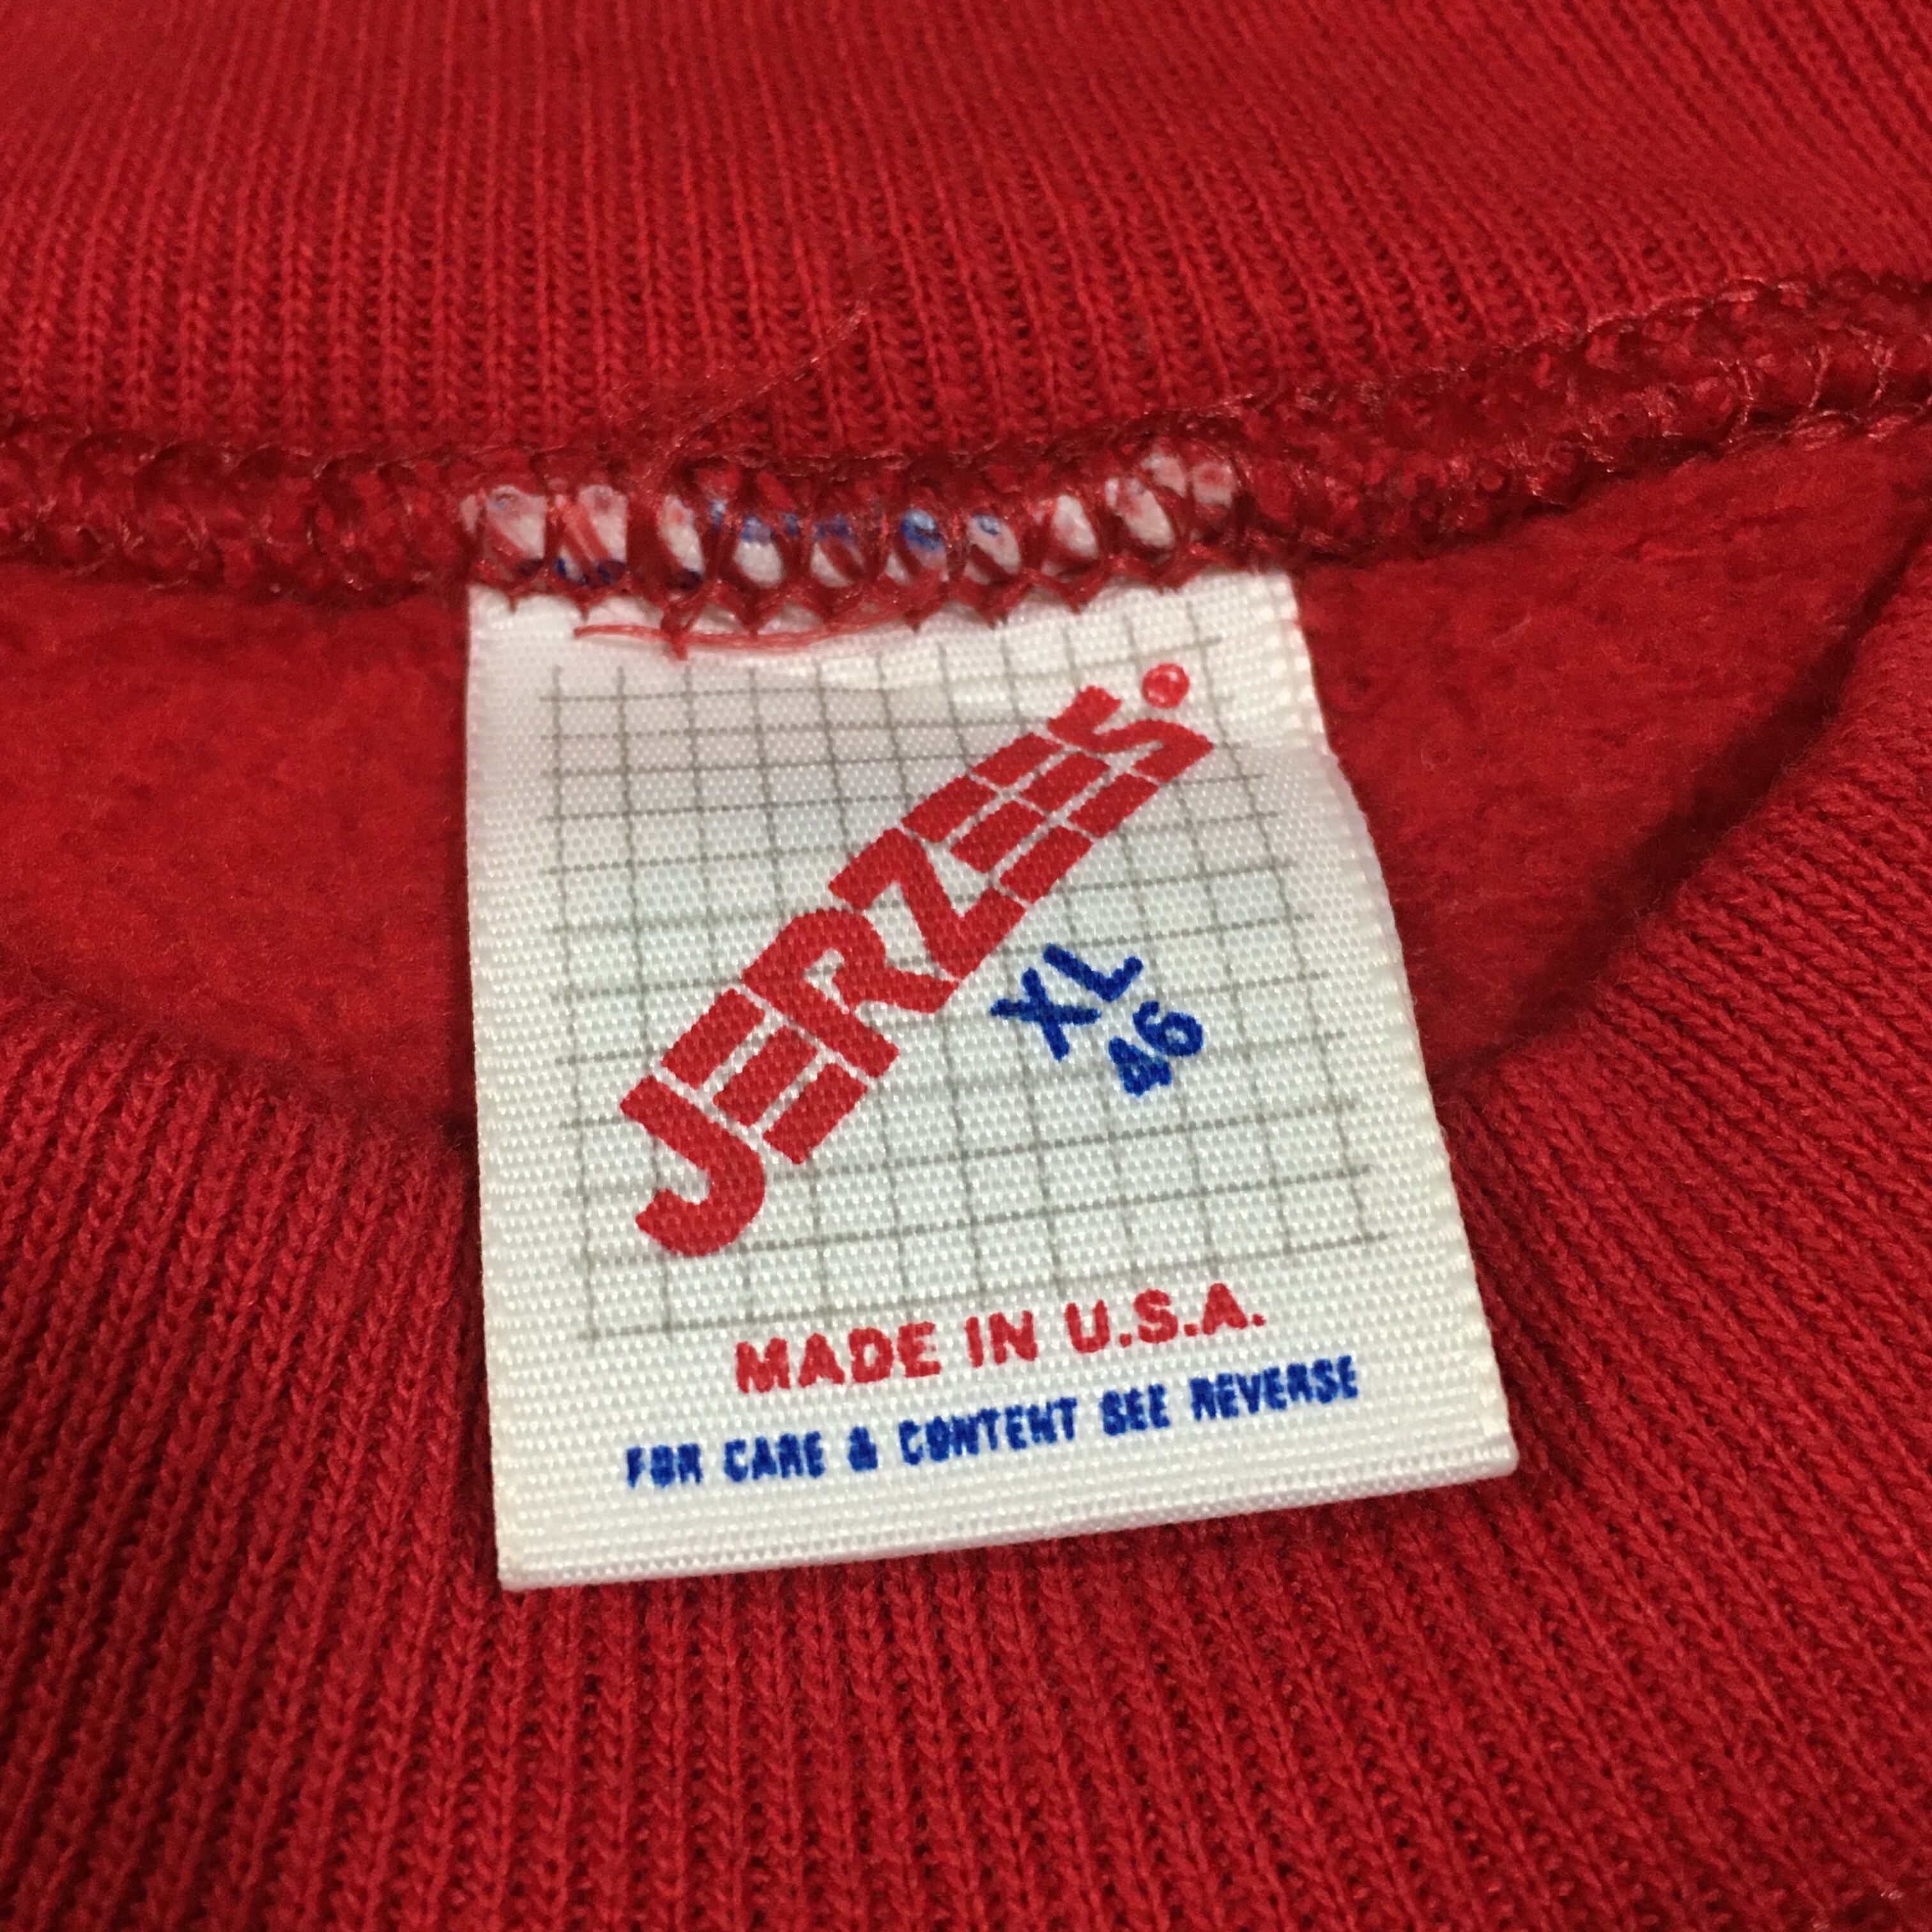 JERZEES
XL
46
MADE IN U.S.A.
FOR CARE & CONTENT SEE REVERSE